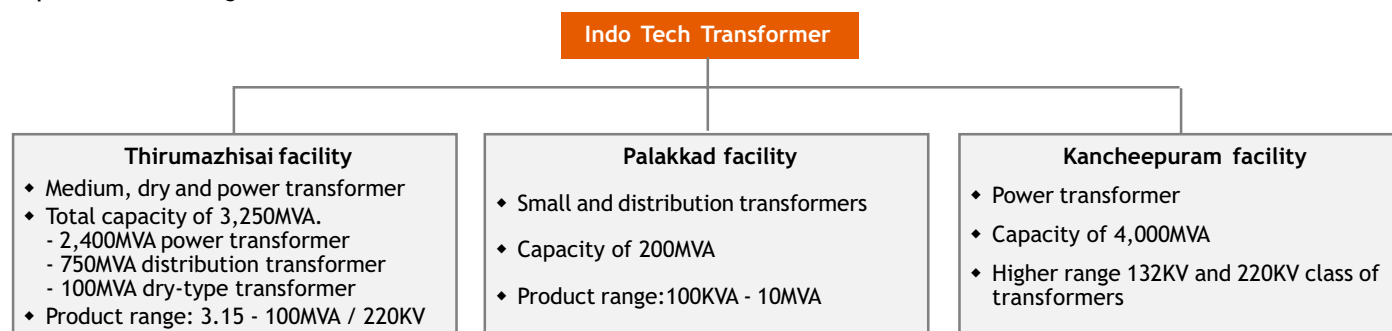 Indo Tech Transformer
Thirumazhisai facility
◆ Medium, dry and power transformer
◆ Total capacity of 3,250MVA.
- 2,400MVA power transformer
- 750MVA distribution transformer
- 100MVA dry-type transformer
◆ Product range: 3.15 - 100MVA / 220KV
Palakkad facility
◆ Small and distribution transformers
◆ Capacity of 200MVA
◆ Product range:100KVA - 10MVA
Kancheepuram facility
◆ Power transformer
◆ Capacity of 4,000MVA
◆ Higher range 132KV and 220KV class of
transformers